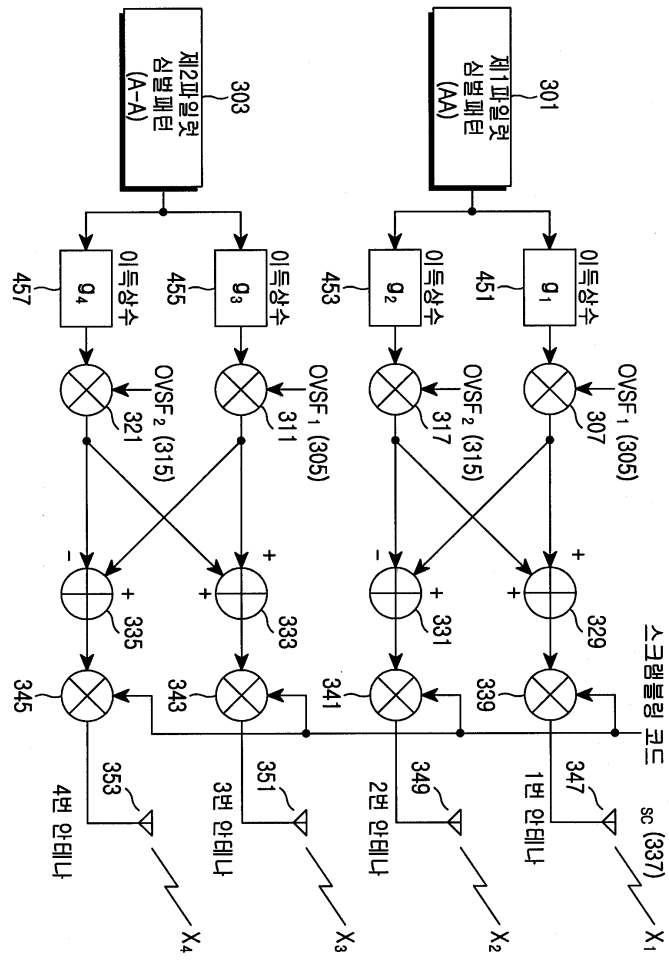 스크램블링 코드 SC (337)
X₁
301
제1파일럿
심벌패턴
(AA)
이득상수
g₁
451
OVSF₁ (305)
307
+
+
329
339
347
1번 안테나
이득상수
g₂
453
OVSF₂ (315)
317
-
+
331
341
349
2번 안테나
X₂
303
제2파일럿
심벌패턴
(A-A)
이득상수
g₃
455
OVSF₁ (305)
311
+
+
333
343
351
3번 안테나
X₃
이득상수
g₄
457
OVSF₂ (315)
321
-
+
335
345
353
4번 안테나
X₄